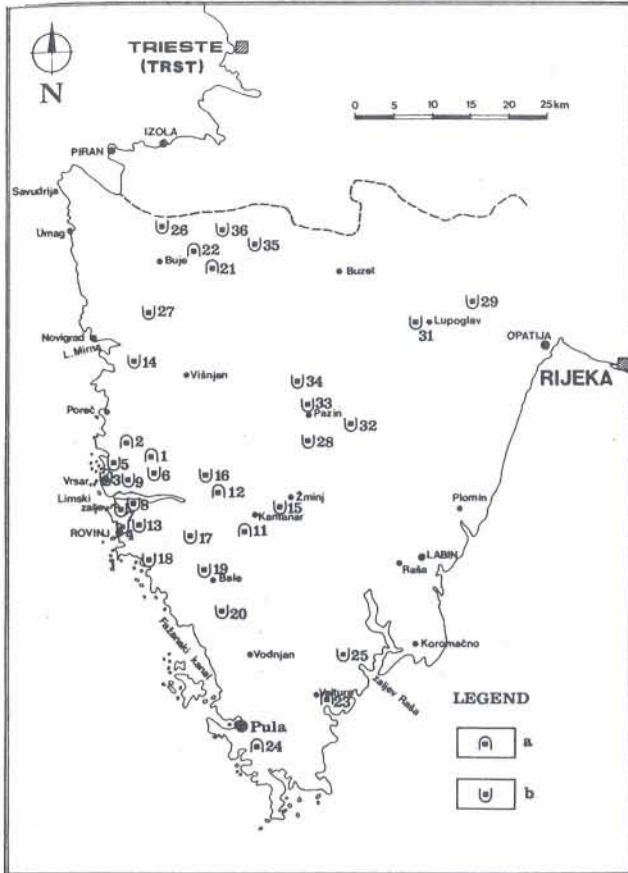 TRIESTE
(TRST)
N
0 5 10 15 20 25 km
IZOLA
PIRAN
Savudrija
Umag
26
36
35
22
Buje
21
Buzet
29
27
31
Lupoglav
Novigrad
L. Mirna
OPATIJA
14
RIJEKA
Višnjan
34
33
Poreč
Pazin
32
2
28
1
5
6
16
Vrsar
3
9
12
Žminj
Limski
zaljev
8
15
Plomin
Kanfanar
13
ROVINJ
4
11
17
18
LABIN
Raša
19
Bale
20
Fažanski kanal
Koromačno
Vodnjan
25
zaljev Raša
23
LEGEND
Pula
24
a
b